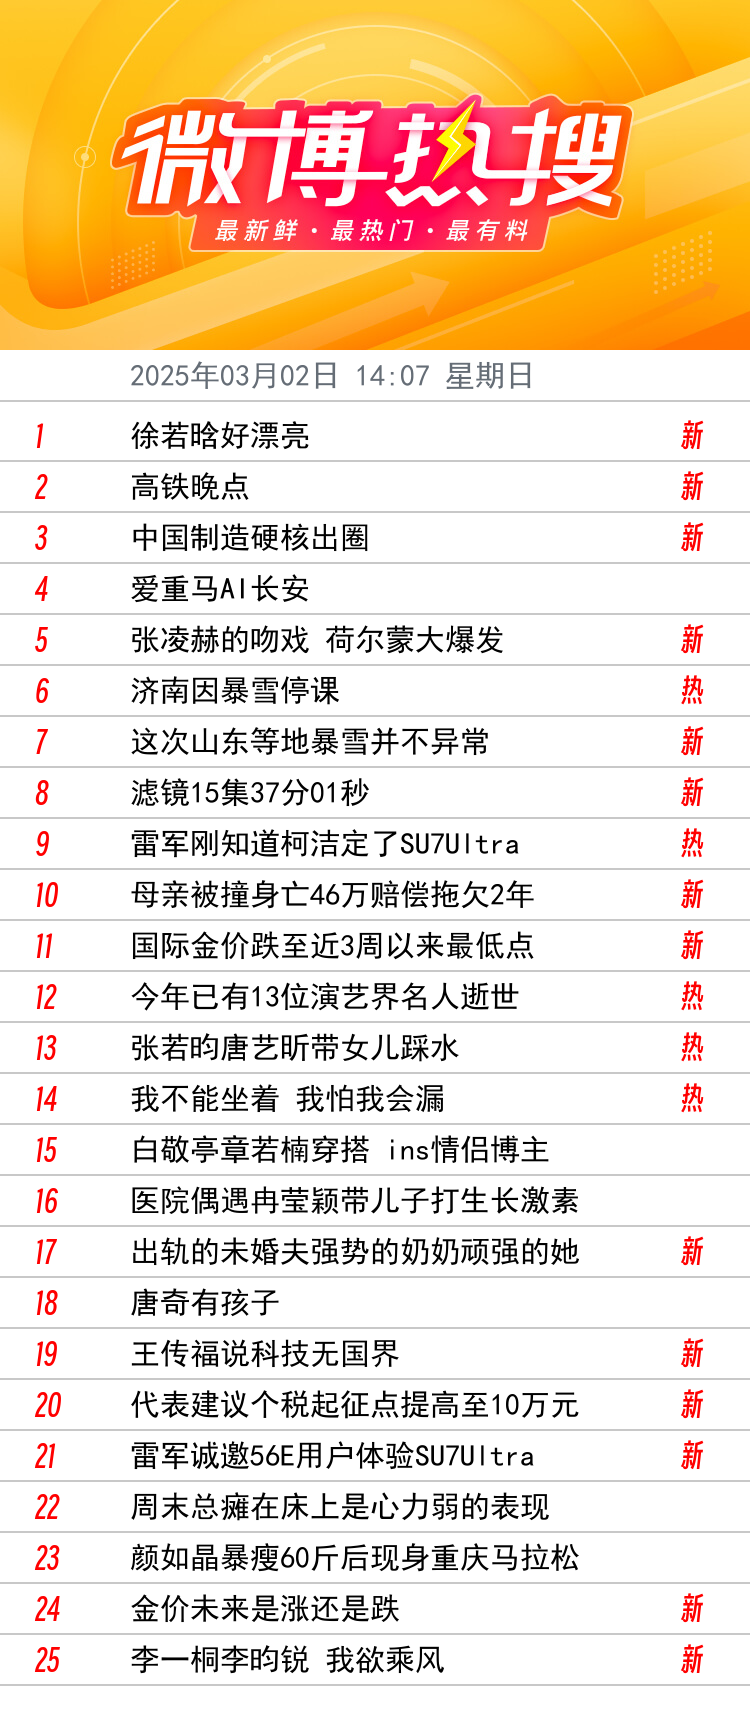 微博热搜
最新鲜·最热门·最有料
2025年03月02日 14:07 星期日
1 徐若晗好漂亮 新
2 高铁晚点 新
3 中国制造硬核出圈 新
4 爱重马AI长安
5 张凌赫的吻戏 荷尔蒙大爆发 新
6 济南因暴雪停课 热
7 这次山东等地暴雪并不异常 新
8 滤镜15集37分01秒 新
9 雷军刚知道柯洁定了SU7Ultra 热
10 母亲被撞身亡46万赔偿拖欠2年 新
11 国际金价跌至近3周以来最低点 新
12 今年已有13位演艺界名人逝世 热
13 张若昀唐艺昕带女儿踩水 热
14 我不能坐着 我怕我会漏 热
15 白敬亭章若楠穿搭 ins情侣博主
16 医院偶遇冉莹颖带儿子打生长激素
17 出轨的未婚夫强势的奶奶顽强的她 新
18 唐奇有孩子
19 王传福说科技无国界 新
20 代表建议个税起征点提高至10万元 新
21 雷军诚邀56E用户体验SU7Ultra 新
22 周末总瘫在床上是心力弱的表现
23 颜如晶暴瘦60斤后现身重庆马拉松
24 金价未来是涨还是跌 新
25 李一桐李昀锐 我欲乘风 新